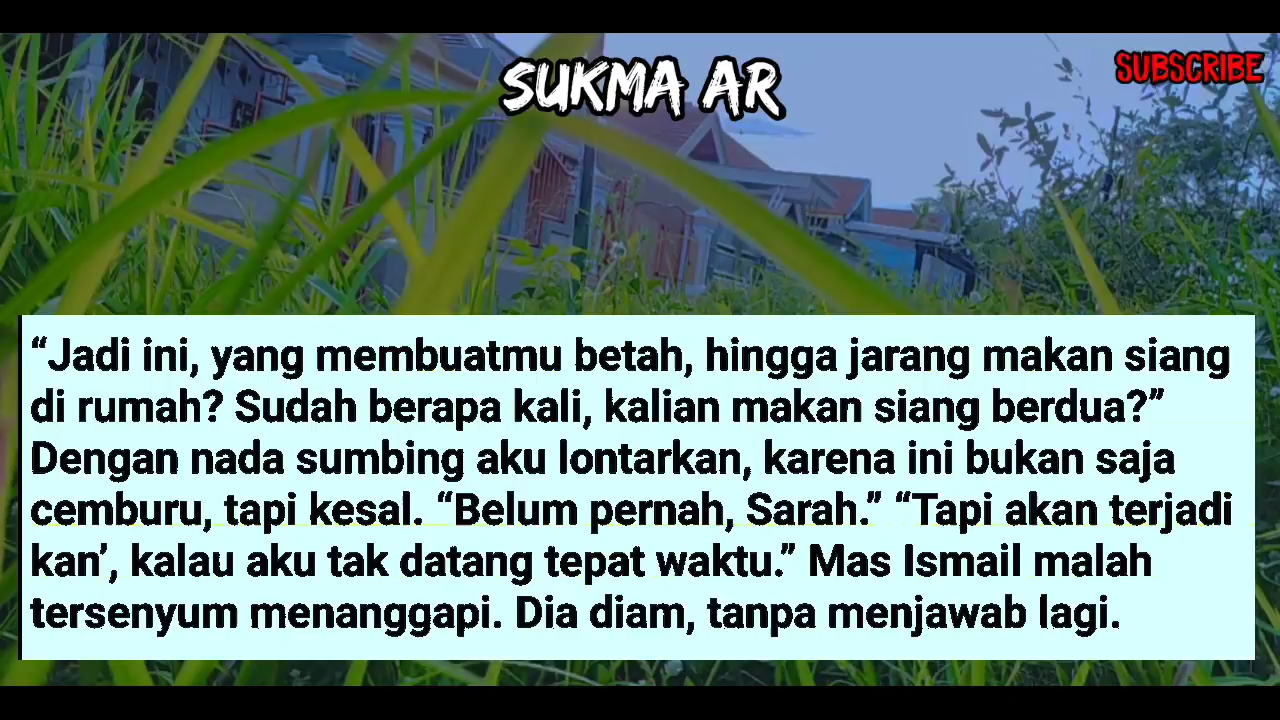 SUKMA AR
SUBSCRIBE
“Jadi ini, yang membuatmu betah, hingga jarang makan siang
di rumah? Sudah berapa kali, kalian makan siang berdua?”
Dengan nada sumbing aku lontarkan, karena ini bukan saja
cemburu, tapi kesal. “Belum pernah, Sarah.” “Tapi akan terjadi
kan’, kalau aku tak datang tepat waktu.” Mas Ismail malah
tersenyum menanggapi. Dia diam, tanpa menjawab lagi.